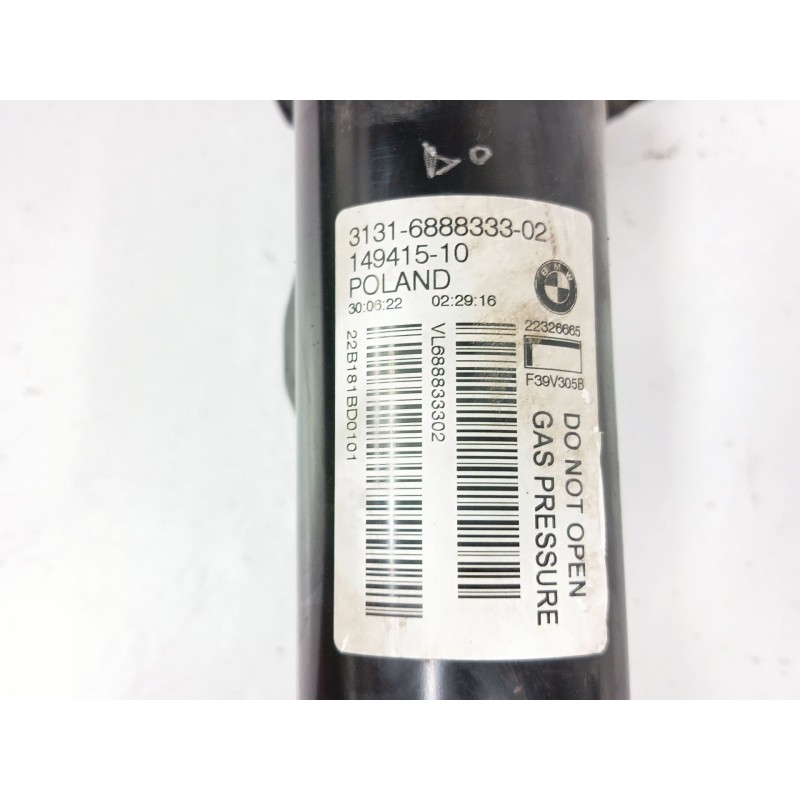 3131-6888333-02
149415-10
POLAND
30:06:22 02:29:16
BMW
22326665
L
F39V305B
22B181BD0101
VL688833302
DO NOT OPEN
GAS PRESSURE